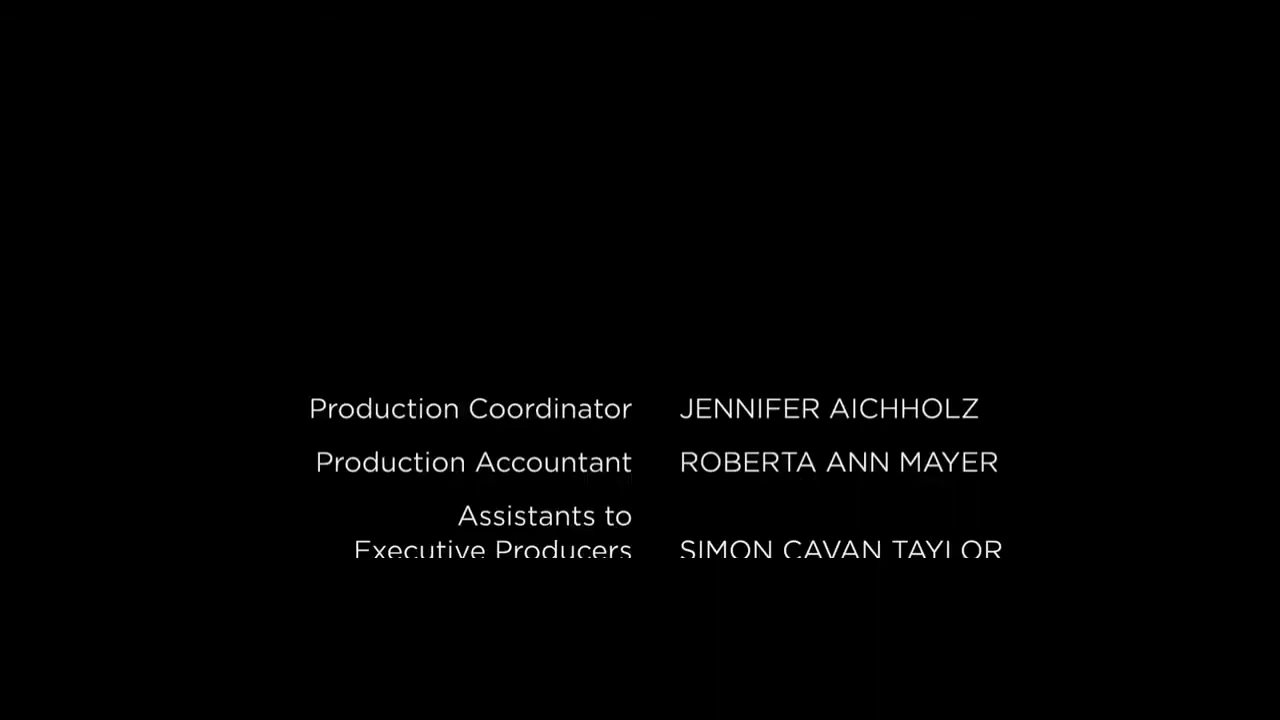 Production Coordinator JENNIFER AICHHOLZ
Production Accountant ROBERTA ANN MAYER
Assistants to
Executive Producers SIMON CAVAN TAYLOR